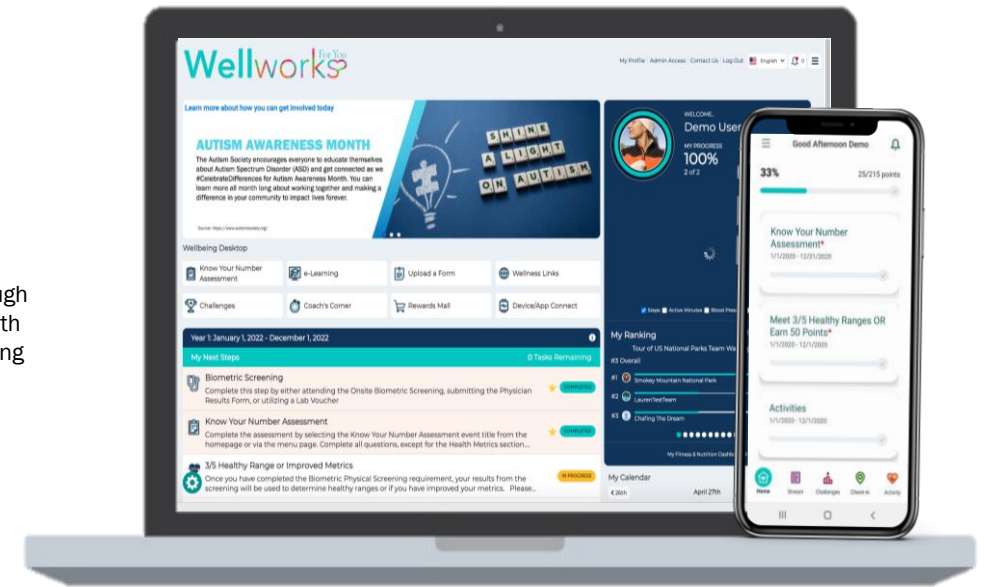 ugh
th
ng
Wellworks
For You
My Profile Admin Access Contact Us Log Out English 0
Learn more about how you can get involved today
AUTISM AWARENESS MONTH
The Autism Society encourages everyone to educate themselves
about Autism Spectrum Disorder (ASD) and get connected as we
#CelebrateDifferences for Autism Awareness Month. You can
learn more all month long about working together and making a
difference in your community to impact lives forever.
Source: https://www.autismsociety.org/
SHINE
A LIGHT
ON AUTISM
WELCOME,
Demo User
MY PROGRESS
100%
2 of 2
Wellbeing Desktop
Know Your Number
Assessment
e-Learning
Upload a Form
Wellness Links
Challenges
Coach's Corner
Rewards Mall
Device/App Connect
Steps Active Minutes Blood
Year 1: January 1, 2022 - December 1, 2022
My Next Steps
0 Tasks Remaining
Biometric Screening
Complete this step by either attending the Onsite Biometric Screening, submitting the Physician
Results Form, or utilizing a Lab Voucher
COMPLETED
Know Your Number Assessment
Complete the assessment by selecting the Know Your Number Assessment event title from the
homepage or via the menu page. Complete all questions, except for the Health Metrics section...
COMPLETED
3/5 Healthy Range or Improved Metrics
Once you have completed the Biometric Physical Screening requirement, your results from the
screening will be used to determine healthy ranges or if you have improved your metrics. Please...
IN PROGRESS
My Ranking
Tour of US National Parks Team
#3 Overall
#1 Smokey Mountain National Park
#2 LaurenTestTeam
#3 Chafing The Dream
My Fitness & Nutrition
My Calendar
26th
April 27th
Good Afternoon Demo
33%
25/215 points
Know Your Number
Assessment*
1/1/2020 - 12/31/2020
Meet 3/5 Healthy Ranges OR
Earn 50 Points*
1/1/2020 - 12/1/2020
Activities
1/1/2020 - 12/1/2020
Home Stream Challenges Check-in Activity